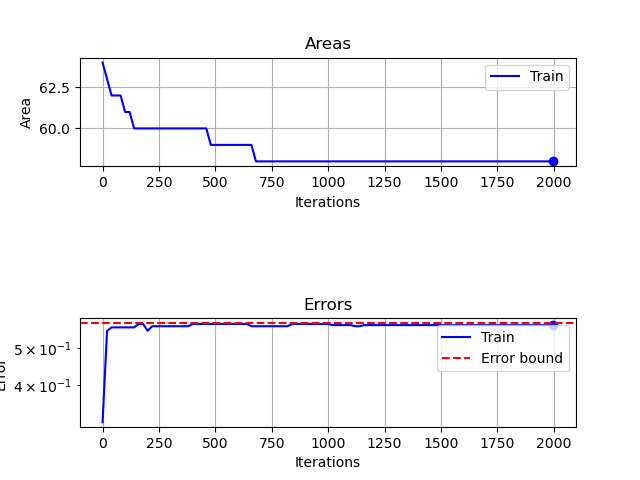 Areas
62.5
60.0
Area
Train
0 250 500 750 1000 1250 1500 1750 2000
Iterations
Errors
5 × 10⁻¹
4 × 10⁻¹
Error
Train
Error bound
0 250 500 750 1000 1250 1500 1750 2000
Iterations